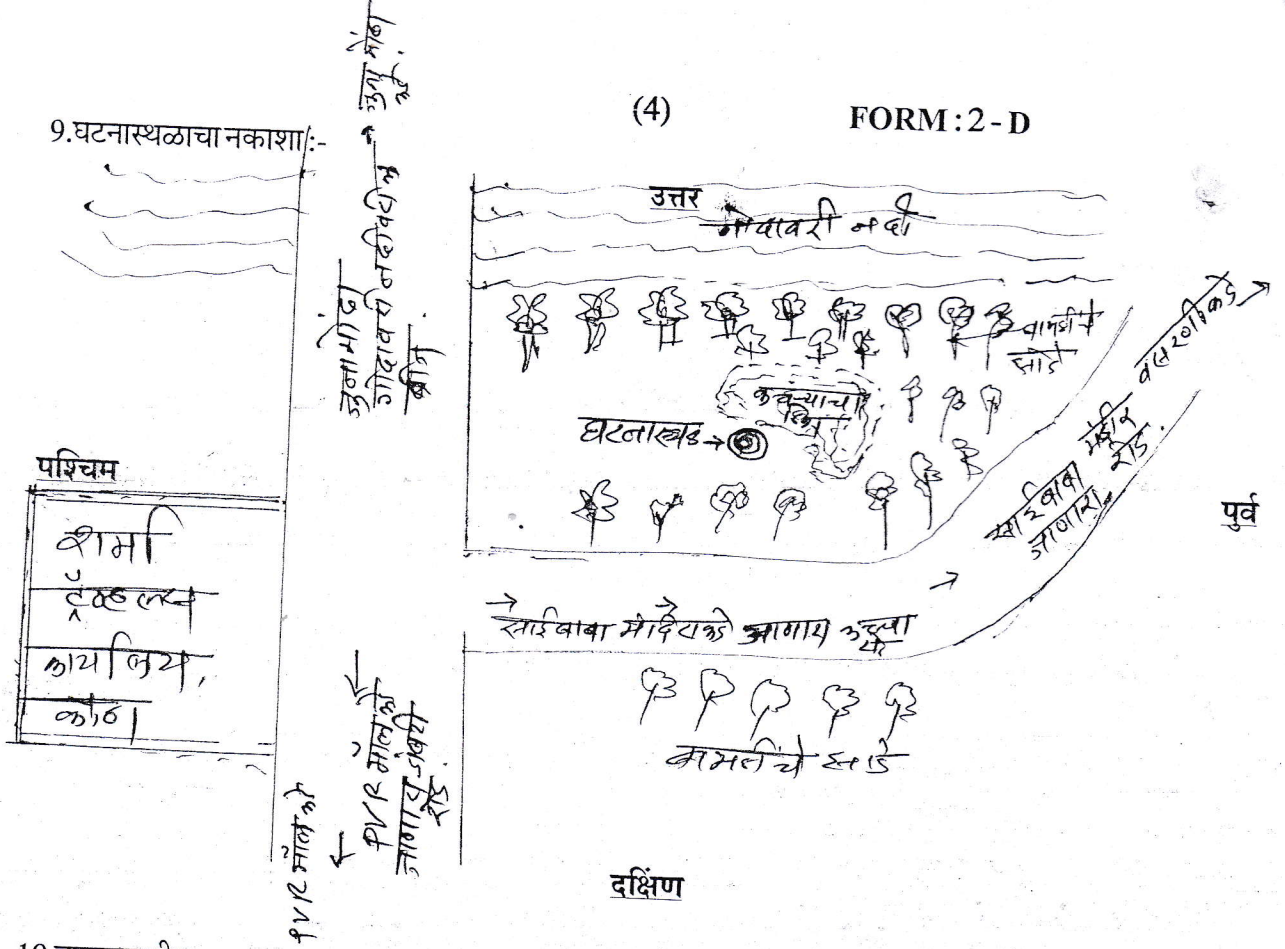 (4)
FORM : 2 - D
9.घटनास्थळाचा नकाशा :-
उत्तर
गोदावरी नदी
जुना मोंढा
गोदावरी नदीवरील
ब्रीज
बाभळीचे
झाडे
कचऱ्याचा
ढिग
घटनास्थळ →
पश्चिम
शर्मा
ट्रॅव्हल्स
कार्यालय,
पुर्व
साईबाबा मंदीर
जाणारा रोड.
साईबाबा मंदिराकडे जाणारा कच्चा
बाभळीचे झाडे
PVR मॉलकडे
जाणारा डांबरी
रोड.
PVR मॉलकडे
दक्षिण